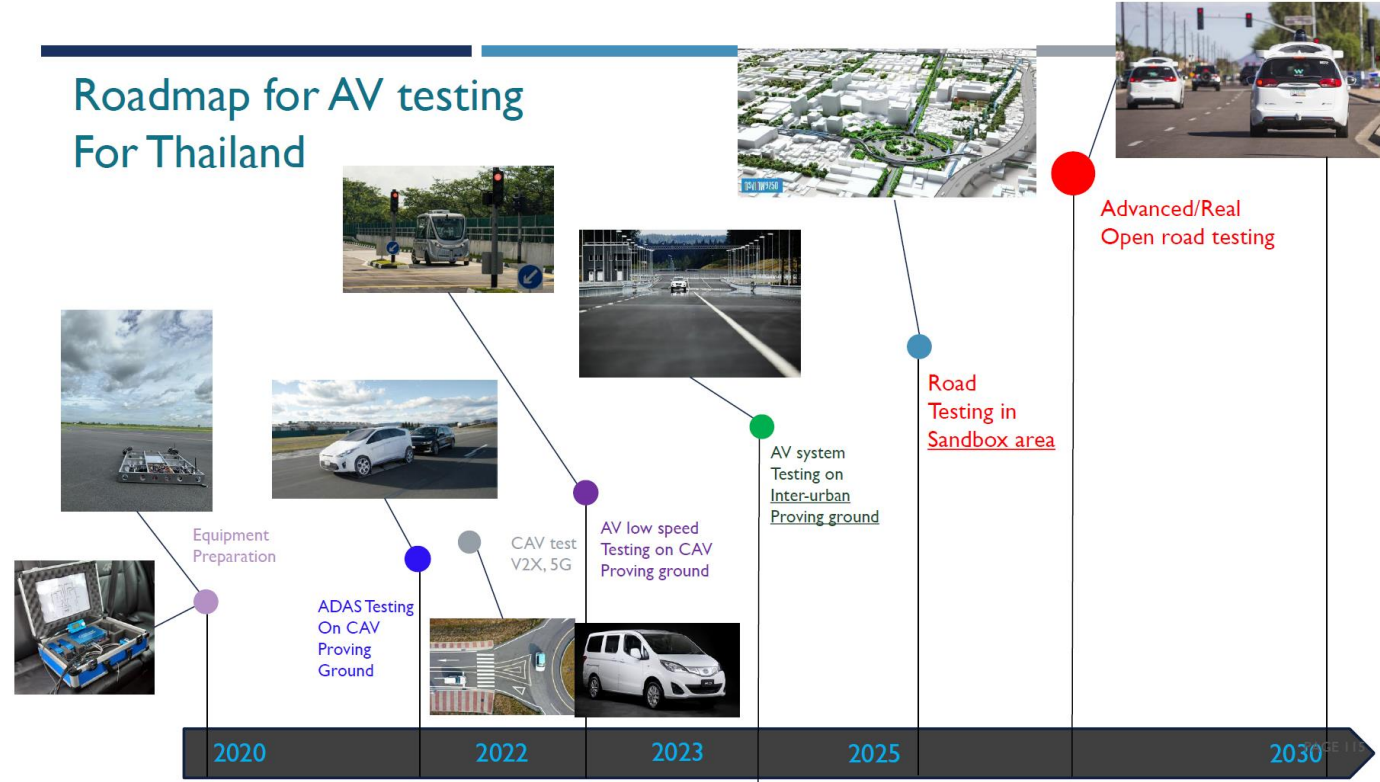 Roadmap for AV testing
For Thailand
Advanced/Real
Open road testing
Road
Testing in
Sandbox area
AV system
Testing on
Inter-urban
Proving ground
AV low speed
Testing on CAV
Proving ground
CAV test
V2X, 5G
Equipment
Preparation
ADAS Testing
On CAV
Proving
Ground
2020
2022
2023
2025
2030
PAGE 115